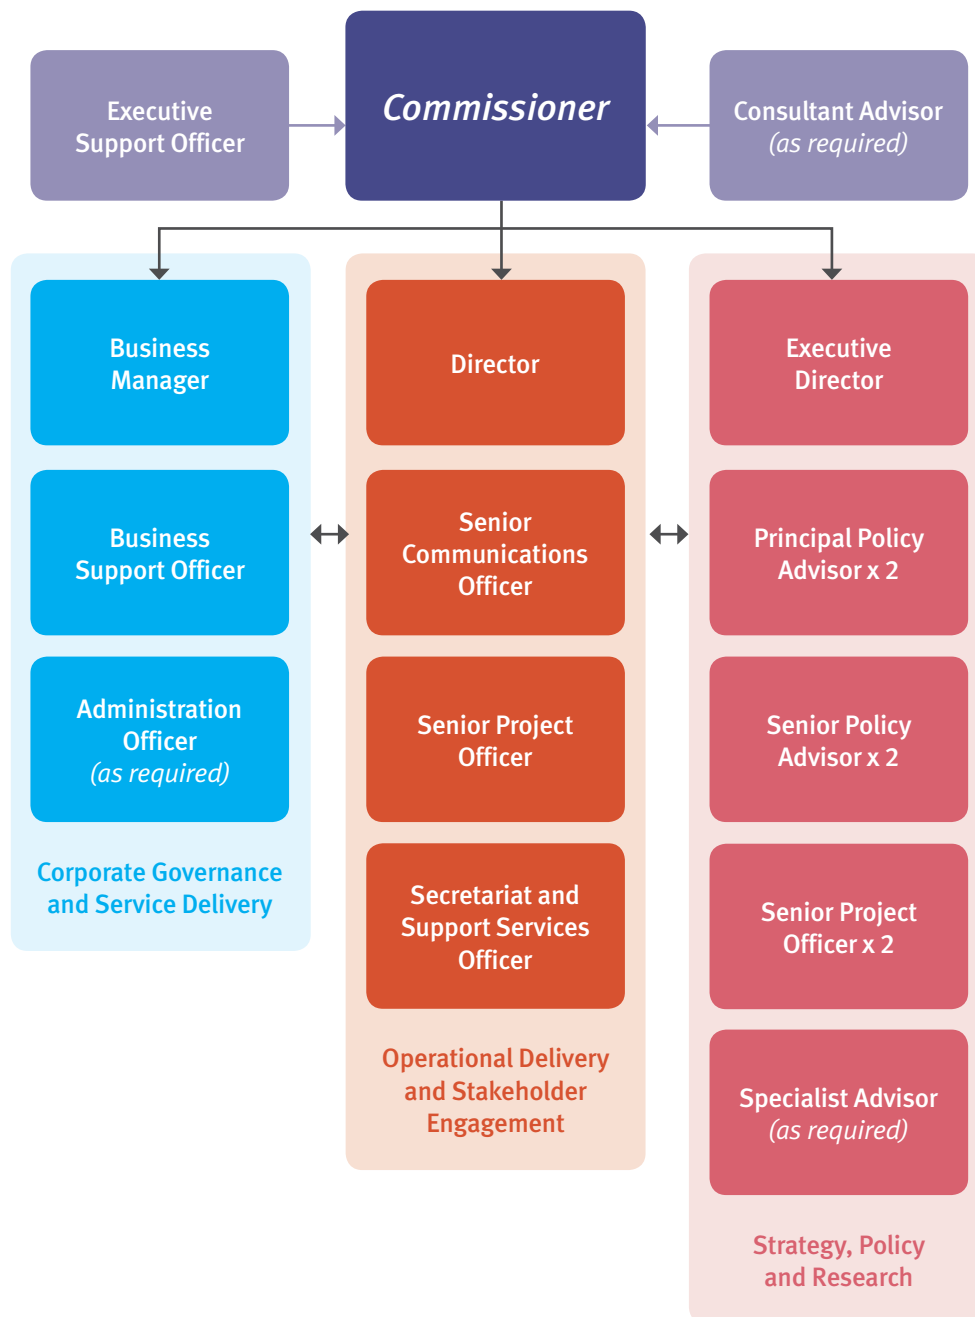 Executive
Support Officer
Commissioner
Consultant Advisor
(as required)
Business
Manager
Business
Support Officer
Administration
Officer
(as required)
Corporate Governance
and Service Delivery
Director
Senior
Communications
Officer
Senior Project
Officer
Secretariat and
Support Services
Officer
Operational Delivery
and Stakeholder
Engagement
Executive
Director
Principal Policy
Advisor x 2
Senior Policy
Advisor x 2
Senior Project
Officer x 2
Specialist Advisor
(as required)
Strategy, Policy
and Research